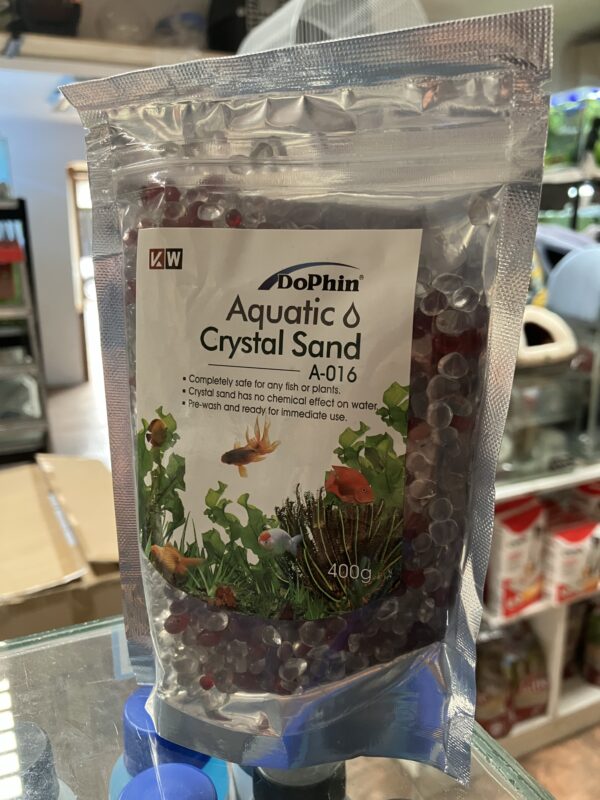 KW
DoPhin®
Aquatic
Crystal Sand
A-016
• Completely safe for any fish or plants.
• Crystal sand has no chemical effect on water
• Pre-wash and ready for immediate use.
400g